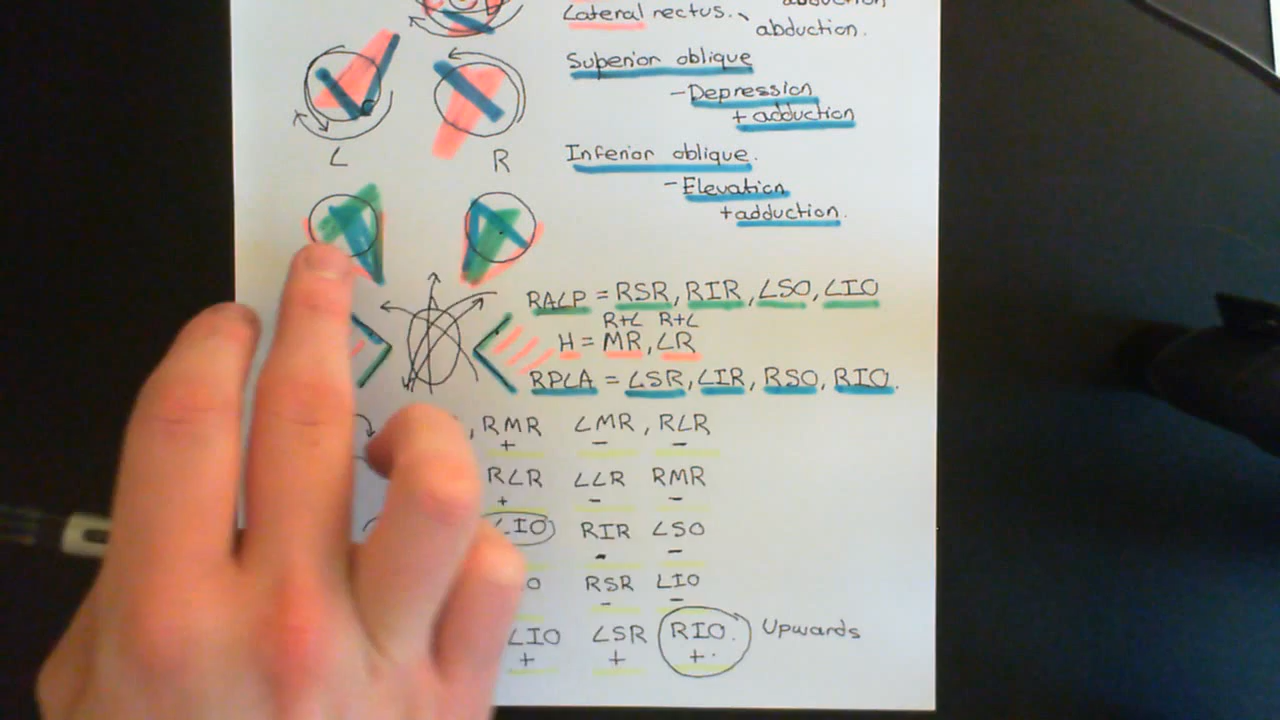 Lateral rectus.
abduction.
Superior oblique
- Depression
+ adduction
L R
Inferior oblique.
- Elevation
+ adduction.
RALP = RSR, RIR, LSO, LIO
R+L R+L
H = MR, LR
RPLA = LSR, LIR, RSO, RIO.
, RMR LMR, RLR
+ - -
RLR LLR RMR
+ - -
LIO RIR LSO
- -
RSR LIO
- -
LIO LSR RIO. Upwards
+ + +